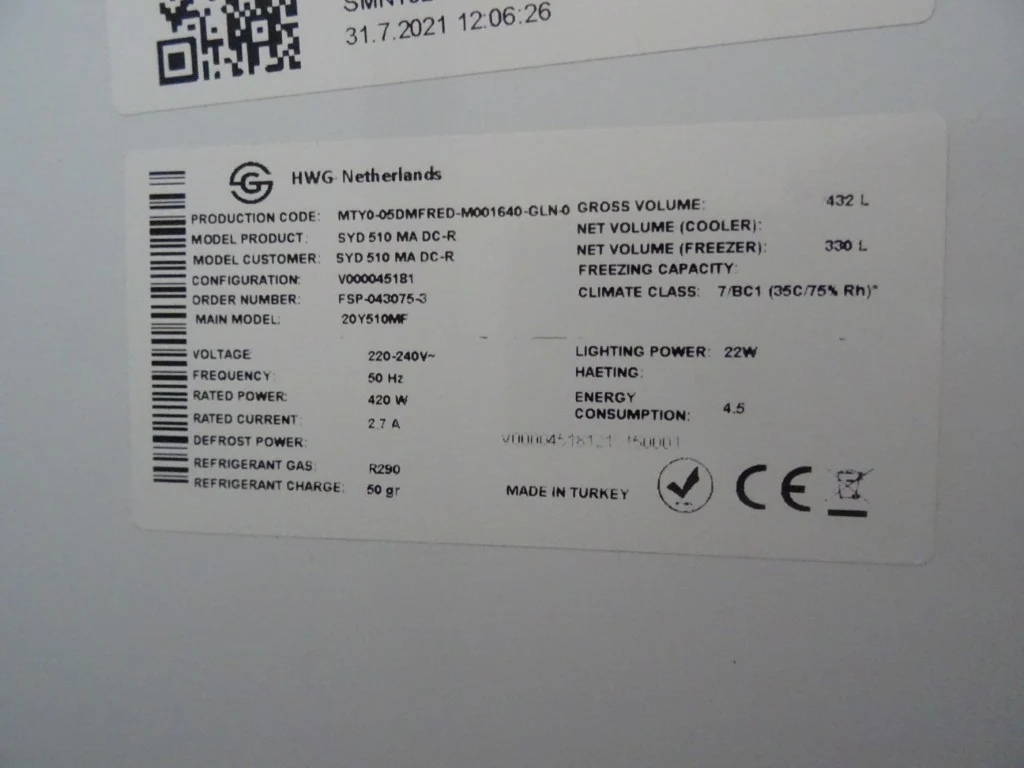 31.7.2021 12:06:26
HWG Netherlands
PRODUCTION CODE: MTY0-05DMFRED-M001640-GLN-0
MODEL PRODUCT: SYD 510 MA DC-R
MODEL CUSTOMER: SYD 510 MA DC-R
CONFIGURATION: V000045181
ORDER NUMBER: FSP-043075-3
MAIN MODEL: 20Y510MF
VOLTAGE 220-240V~
FREQUENCY: 50 Hz
RATED POWER: 420 W
RATED CURRENT 2.7 A
DEFROST POWER:
REFRIGERANT GAS: R290
REFRIGERANT CHARGE: 50 gr
GROSS VOLUME: 432 L
NET VOLUME (COOLER):
NET VOLUME (FREEZER): 330 L
FREEZING CAPACITY:
CLIMATE CLASS: 7/BC1 (35C/75% Rh)*
LIGHTING POWER: 22W
HAETING:
ENERGY
CONSUMPTION: 4.5
MADE IN TURKEY
CE